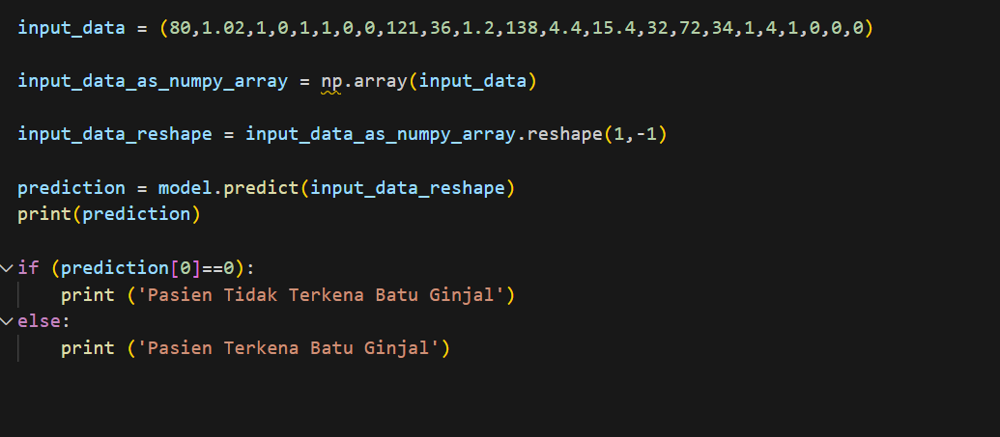 input_data = (80,1.02,1,0,1,1,0,0,121,36,1.2,138,4.4,15.4,32,72,34,1,4,1,0,0,0)
input_data_as_numpy_array = np.array(input_data)
input_data_reshape = input_data_as_numpy_array.reshape(1,-1)
prediction = model.predict(input_data_reshape)
print(prediction)
if (prediction[0]==0):
    print ('Pasien Tidak Terkena Batu Ginjal')
else:
    print ('Pasien Terkena Batu Ginjal')